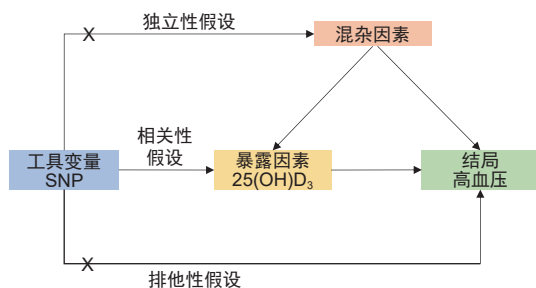 独立性假设
X
混杂因素
相关性
假设
工具变量
SNP
暴露因素
25(OH)D₃
结局
高血压
X
排他性假设